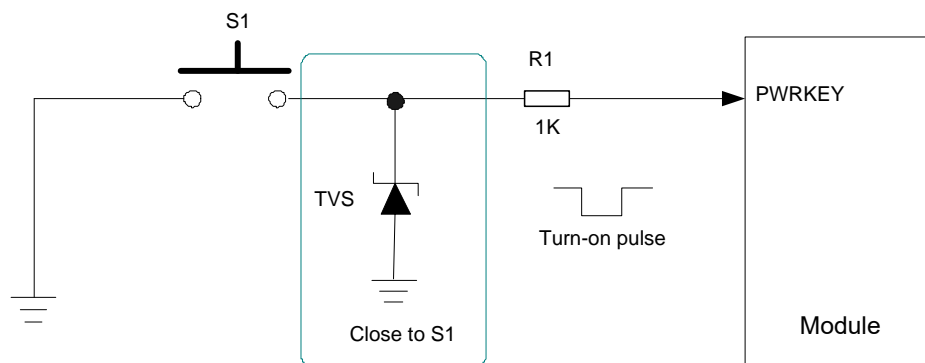 S1
R1
PWRKEY
1K
TVS
Turn-on pulse
Close to S1
Module